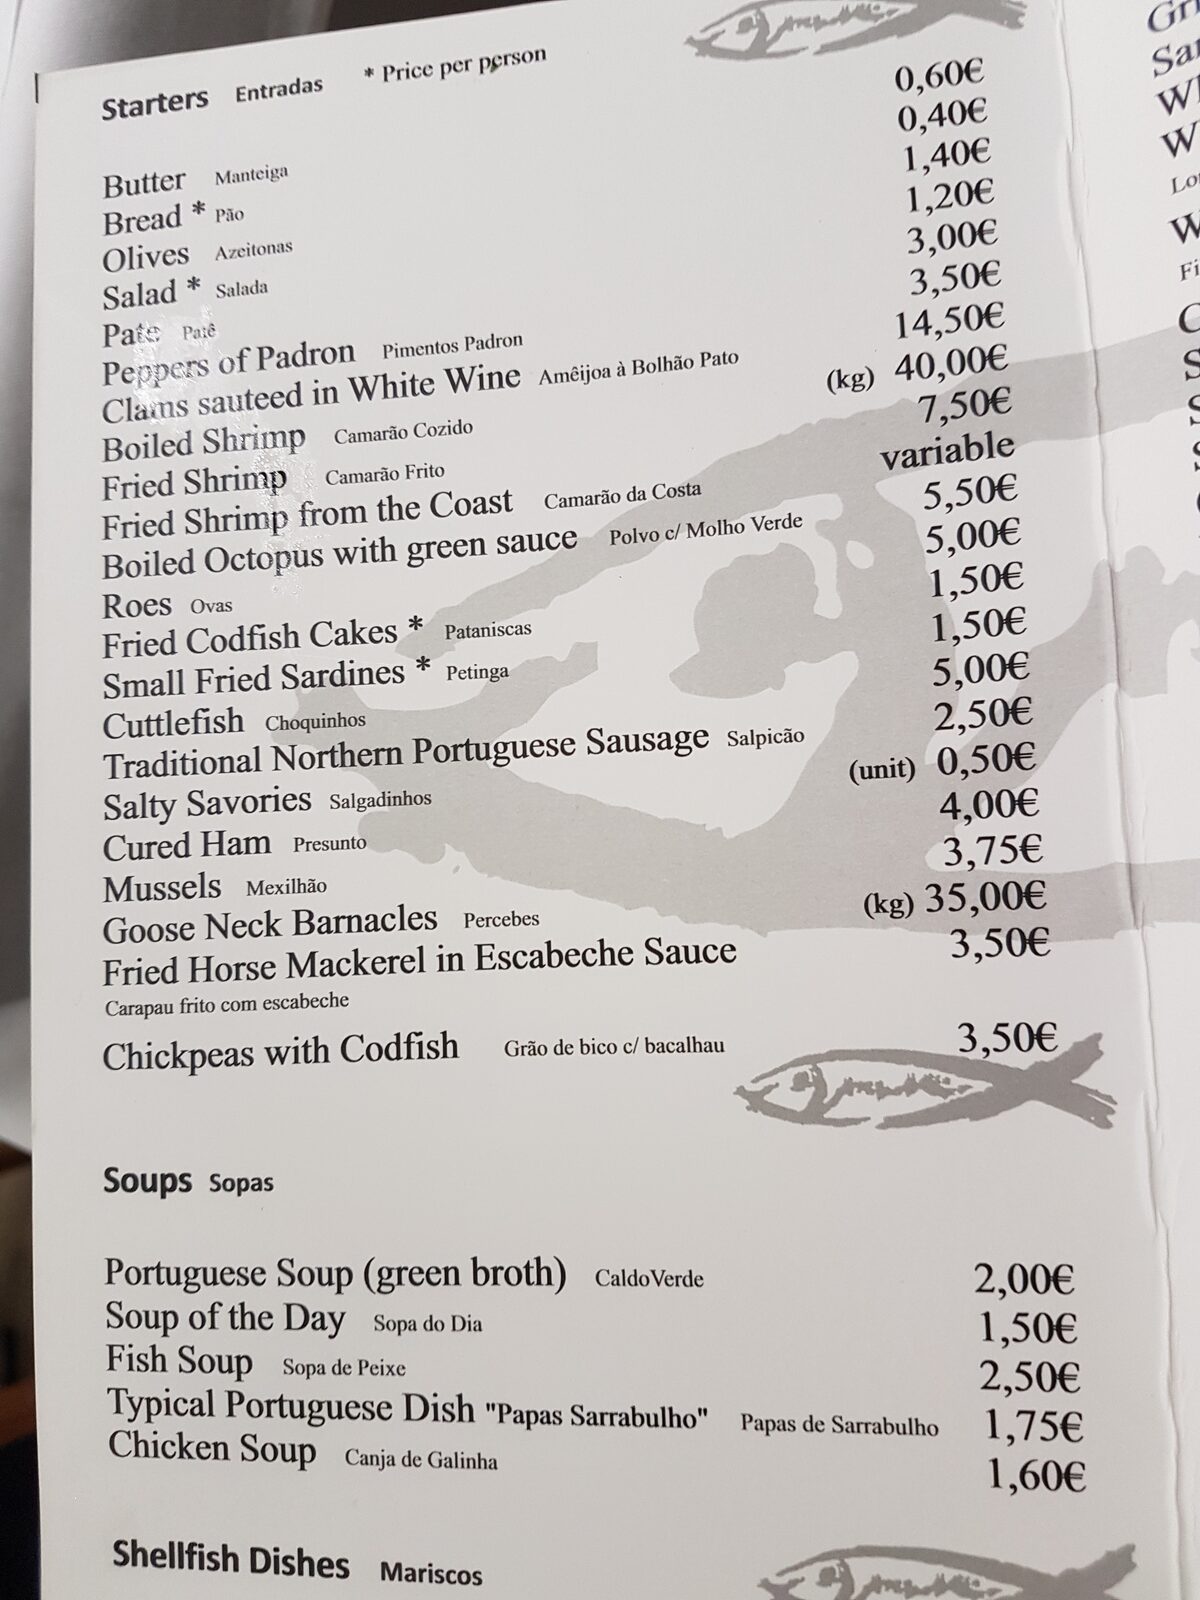 Starters Entradas * Price per person
Butter Manteiga 0,60€
Bread * Pão 0,40€
Olives Azeitonas 1,40€
Salad * Salada 1,20€
Pate Patê 3,00€
Peppers of Padron Pimentos Padron 3,50€
Clams sauteed in White Wine Amêijoa à Bolhão Pato 14,50€
Boiled Shrimp Camarão Cozido (kg) 40,00€
Fried Shrimp Camarão Frito 7,50€
Fried Shrimp from the Coast Camarão da Costa variable
Boiled Octopus with green sauce Polvo c/ Molho Verde 5,50€
Roes Ovas 5,00€
Fried Codfish Cakes * Pataniscas 1,50€
Small Fried Sardines * Petinga 1,50€
Cuttlefish Choquinhos 5,00€
Traditional Northern Portuguese Sausage Salpicão 2,50€
Salty Savories Salgadinhos (unit) 0,50€
Cured Ham Presunto 4,00€
Mussels Mexilhão 3,75€
Goose Neck Barnacles Percebes (kg) 35,00€
Fried Horse Mackerel in Escabeche Sauce 3,50€
Carapau frito com escabeche
Chickpeas with Codfish Grão de bico c/ bacalhau 3,50€
Soups Sopas
Portuguese Soup (green broth) CaldoVerde 2,00€
Soup of the Day Sopa do Dia 1,50€
Fish Soup Sopa de Peixe 2,50€
Typical Portuguese Dish "Papas Sarrabulho" Papas de Sarrabulho 1,75€
Chicken Soup Canja de Galinha 1,60€
Shellfish Dishes Mariscos